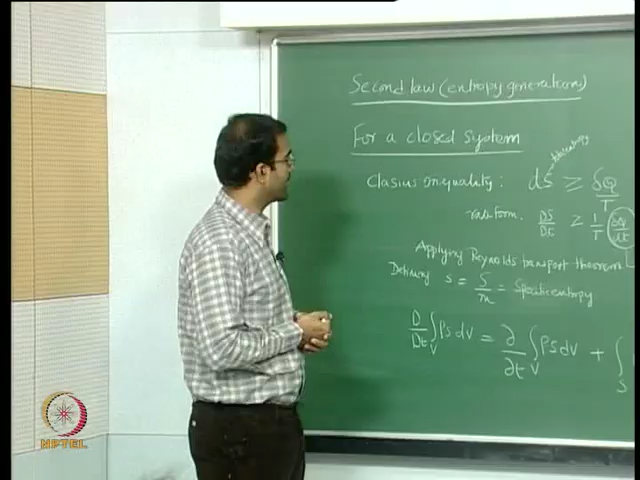 Second law (entropy generation)
For a closed system
Clasius inequality: dS ≥ δQ/T
rate form. DS/Dt ≥ 1/T δQ/dt
Applying Reynolds transport theorem
Defining s = S/m = Specific entropy
D/Dt ∫V ρs dV = ∂/∂t ∫V ρs dV + ∫S
NPTEL